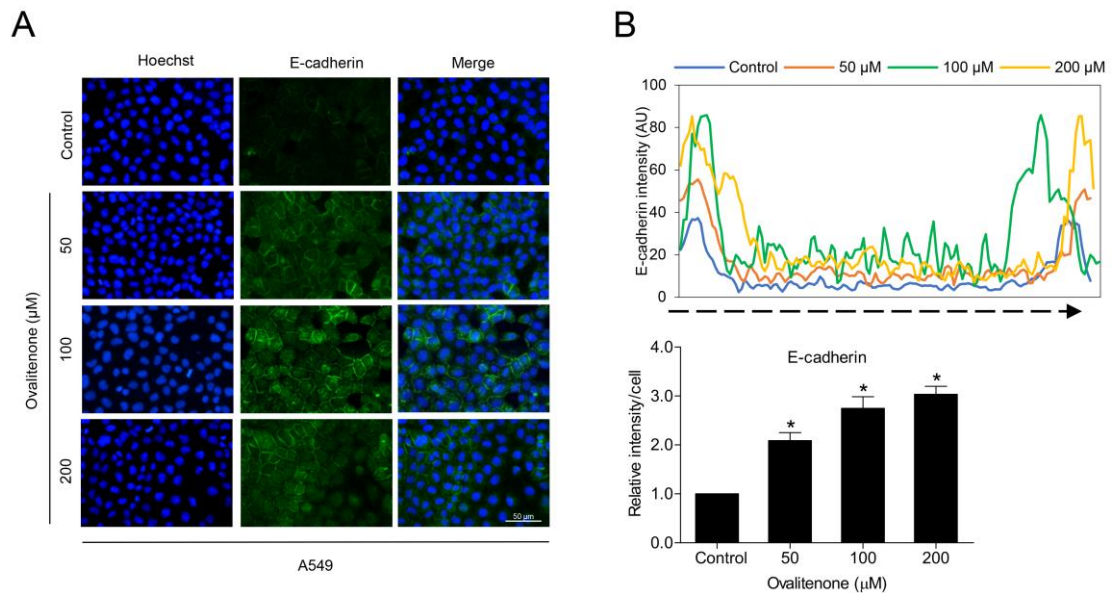 A
Hoechst
E-cadherin
Merge
Control
50
100
200
Ovalitenone (µM)
50 µm
A549
B
Control
50 µM
100 µM
200 µM
E-cadherin intensity (AU)
100
80
60
40
20
0
E-cadherin
Relative intensity/cell
4.0
3.0
2.0
1.0
0.0
*
*
*
Control
50
100
200
Ovalitenone (µM)